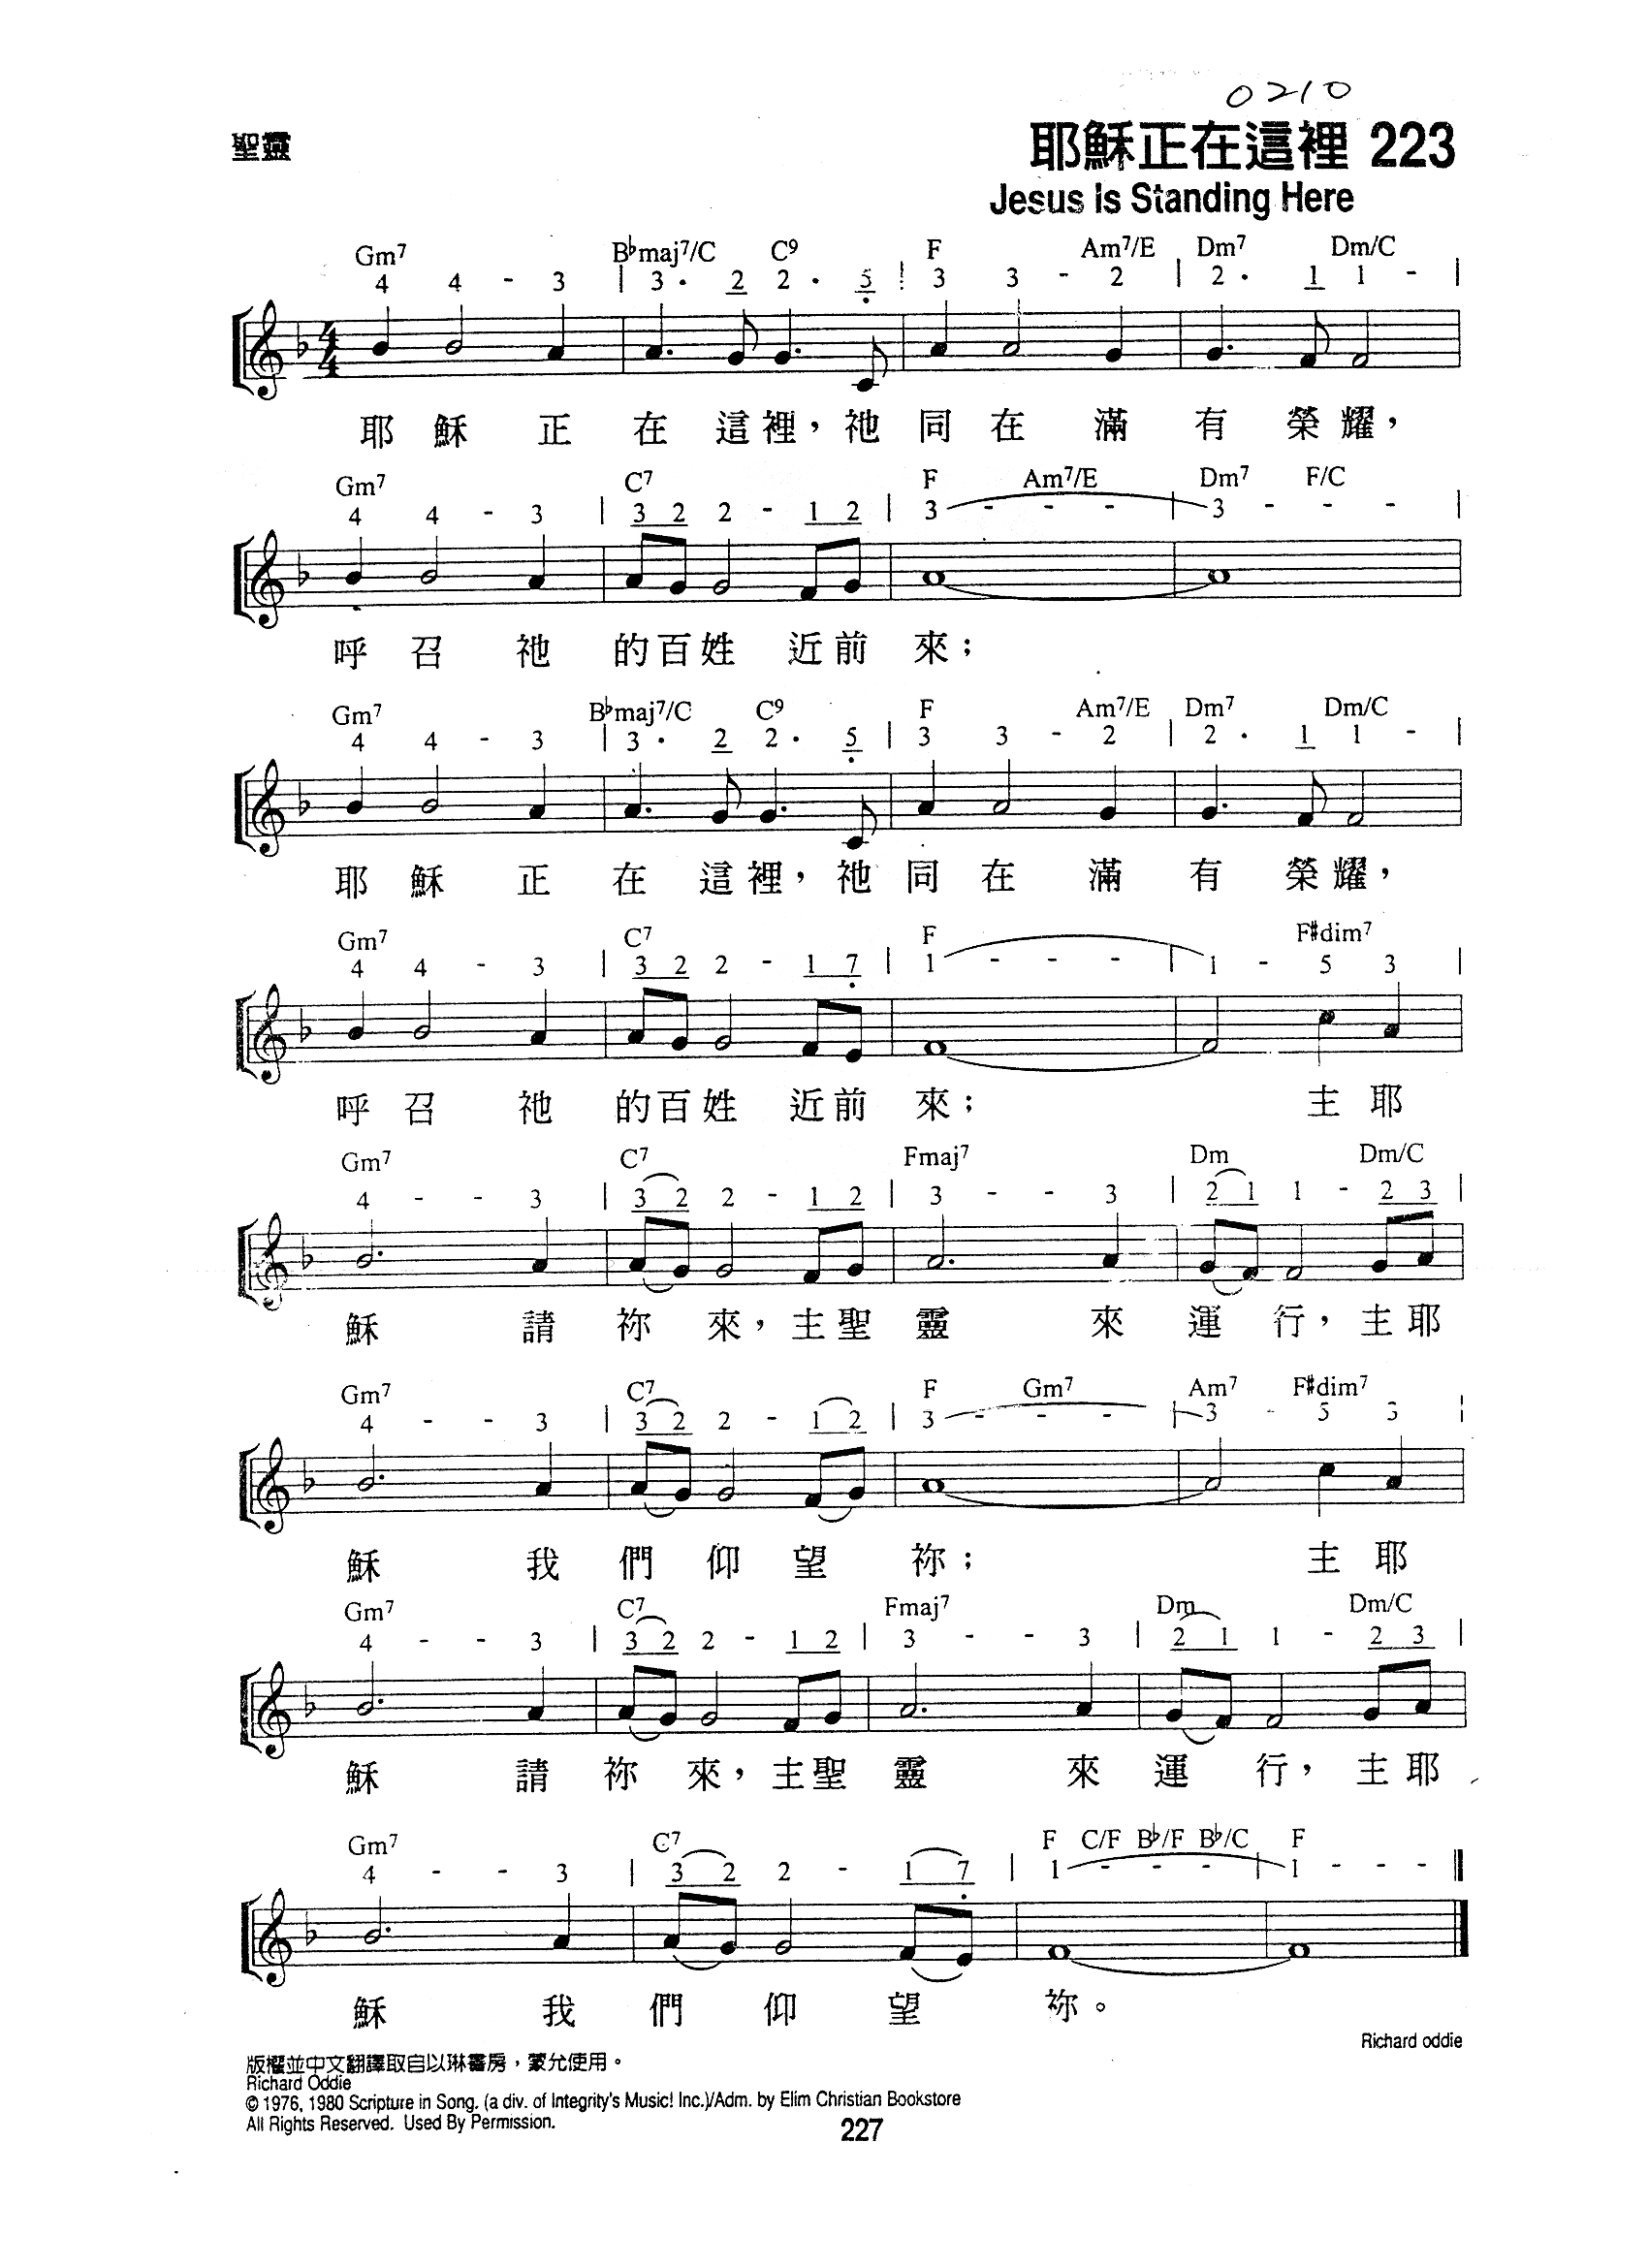 0210
聖靈
耶穌正在這裡 223
Jesus Is Standing Here
Gm7 B♭maj7/C C9 F Am7/E Dm7 Dm/C
4 4 - 3 | 3 . 2 2 . 5 | 3 3 - 2 | 2 . 1 1 - |
4/4
耶 穌 正 在 這 裡, 祂 同 在 滿 有 榮 耀,
Gm7 C7 F Am7/E Dm7 F/C
4 4 - 3 | 3 2 2 - 1 2 | 3 - - - | 3 - - - |
呼 召 祂 的 百 姓 近 前 來;
Gm7 B♭maj7/C C9 F Am7/E Dm7 Dm/C
4 4 - 3 | 3 . 2 2 . 5 | 3 3 - 2 | 2 . 1 1 - |
耶 穌 正 在 這 裡, 祂 同 在 滿 有 榮 耀,
Gm7 C7 F F#dim7
4 4 - 3 | 3 2 2 - 1 7 | 1 - - - | 1 - 5 3 |
呼 召 祂 的 百 姓 近 前 來; 主 耶
Gm7 C7 Fmaj7 Dm Dm/C
4 - - 3 | 3 2 2 - 1 2 | 3 - - 3 | 2 1 1 - 2 3 |
穌 請 祢 來, 主 聖 靈 來 運 行, 主 耶
Gm7 C7 F Gm7 Am7 F#dim7
4 - - 3 | 3 2 2 - 1 2 | 3 - - - | 3 - 5 3 |
穌 我 們 仰 望 祢; 主 耶
Gm7 C7 Fmaj7 Dm Dm/C
4 - - 3 | 3 2 2 - 1 2 | 3 - - 3 | 2 1 1 - 2 3 |
穌 請 祢 來, 主 聖 靈 來 運 行, 主 耶
Gm7 C7 F C/F B♭/F B♭/C F
4 - - 3 | 3 2 2 - 1 7 | 1 - - - | 1 - - - ‖
穌 我 們 仰 望 祢。
Richard oddie
版權並中文翻譯取自以琳書房,蒙允使用。
Richard Oddie
© 1976, 1980 Scripture in Song. (a div. of Integrity's Music! Inc.)/Adm. by Elim Christian Bookstore
All Rights Reserved. Used By Permission.
227